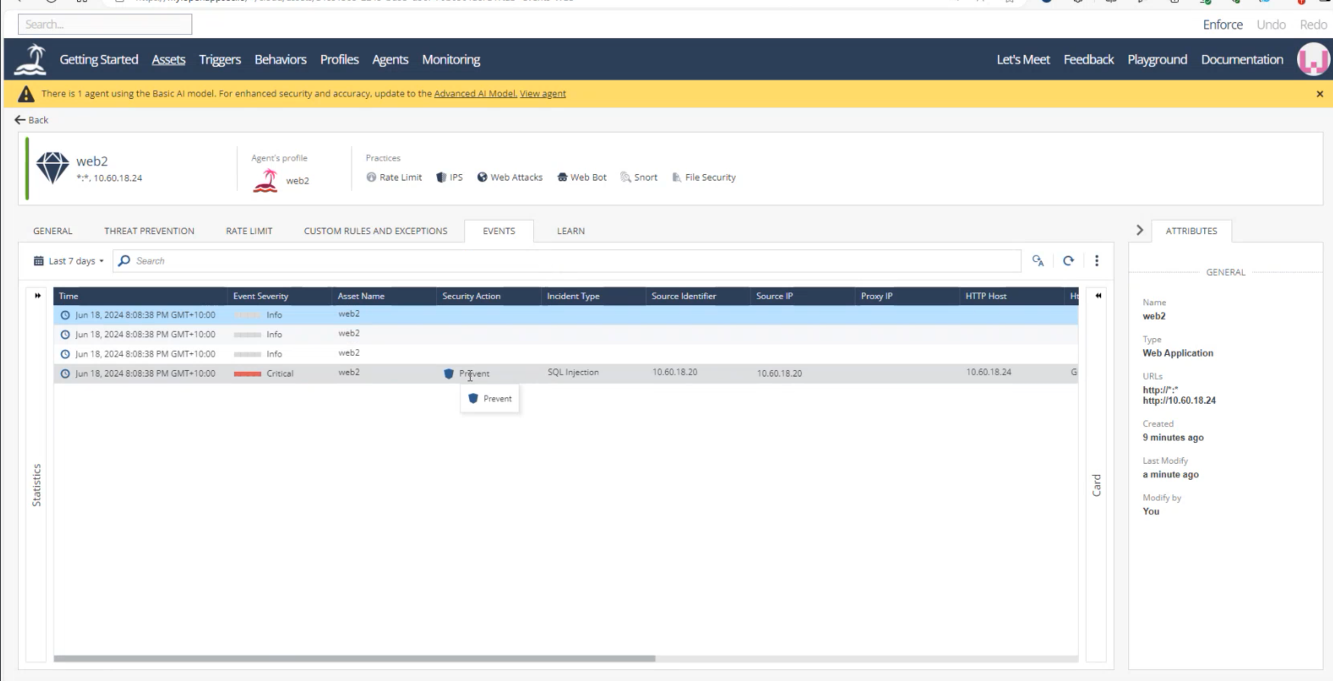 Search...
Enforce Undo Redo
Getting Started Assets Triggers Behaviors Profiles Agents Monitoring
Let's Meet Feedback Playground Documentation
There is 1 agent using the Basic AI model. For enhanced security and accuracy, update to the Advanced AI Model. View agent
Back
web2
*:*, 10.60.18.24
Agent's profile
web2
Practices
Rate Limit IPS Web Attacks Web Bot Snort File Security
GENERAL THREAT PREVENTION RATE LIMIT CUSTOM RULES AND EXCEPTIONS EVENTS LEARN
Last 7 days Search
Time Event Severity Asset Name Security Action Incident Type Source Identifier Source IP Proxy IP HTTP Host
Jun 18, 2024 8:08:38 PM GMT+10:00 Info web2
Jun 18, 2024 8:08:38 PM GMT+10:00 Info web2
Jun 18, 2024 8:08:38 PM GMT+10:00 Info web2
Jun 18, 2024 8:08:38 PM GMT+10:00 Critical web2 Prevent SQL Injection 10.60.18.20 10.60.18.20 10.60.18.24 G
Prevent
Statistics
Card
ATTRIBUTES
GENERAL
Name
web2
Type
Web Application
URLs
http://*:*
http://10.60.18.24
Created
9 minutes ago
Last Modify
a minute ago
Modify by
You